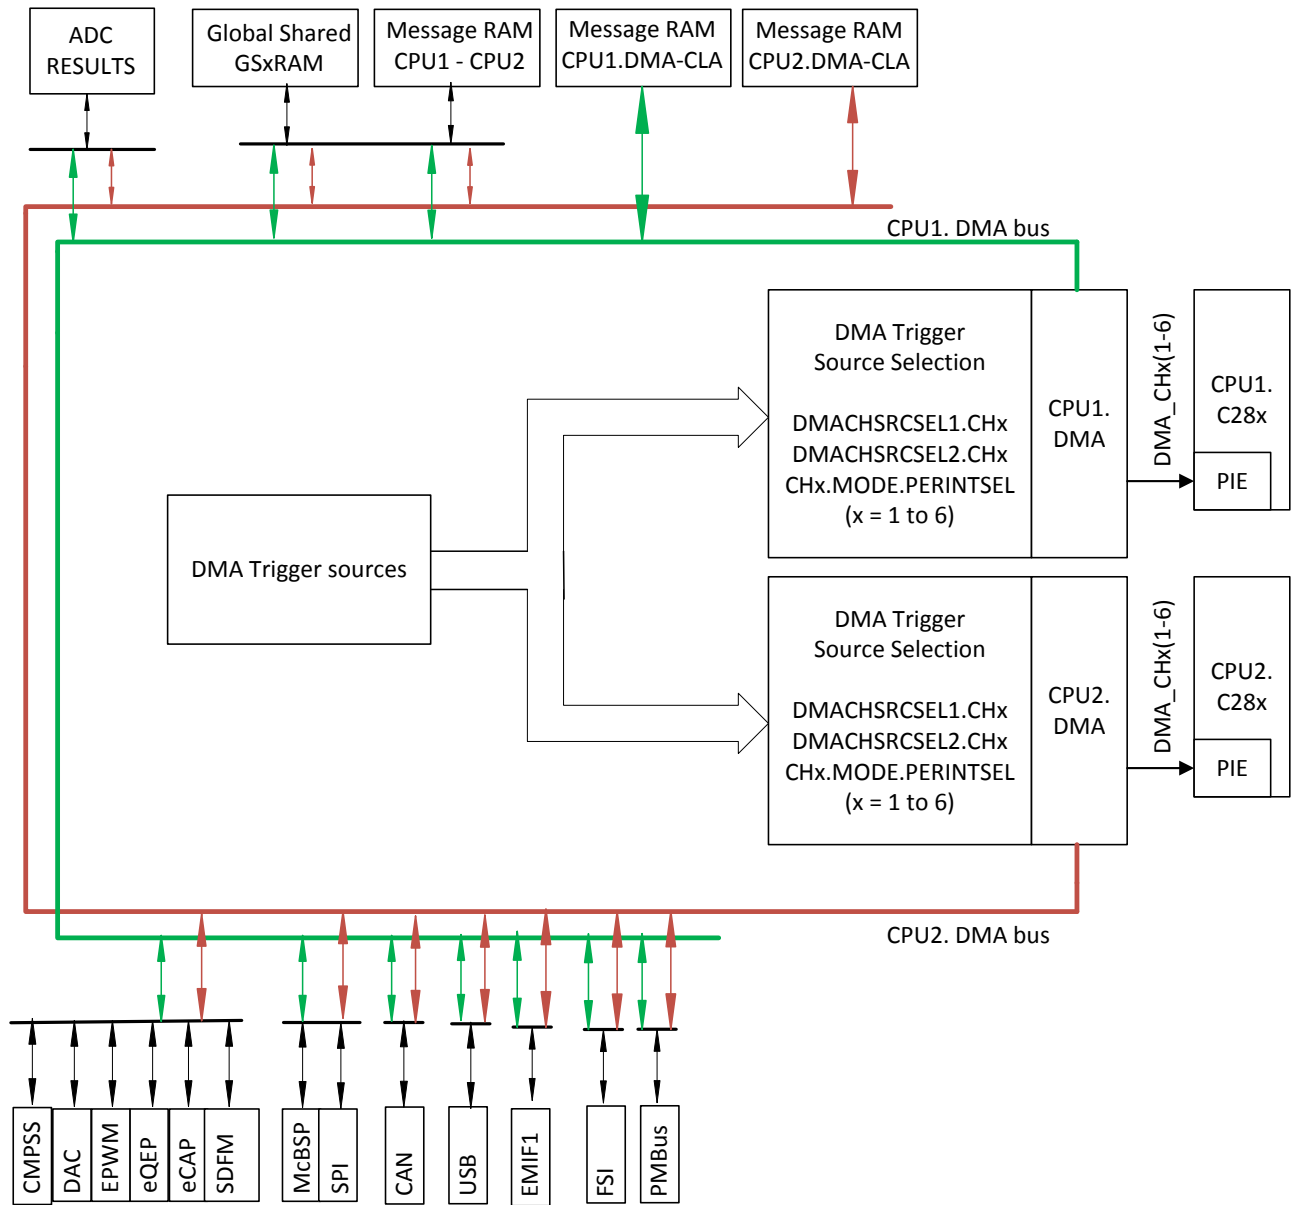 ADC
RESULTS
Global Shared
GSxRAM
Message RAM
CPU1 - CPU2
Message RAM
CPU1.DMA-CLA
Message RAM
CPU2.DMA-CLA
CPU1. DMA bus
DMA Trigger
Source Selection
DMACHSRCSEL1.CHx
DMACHSRCSEL2.CHx
CHx.MODE.PERINTSEL
(x = 1 to 6)
CPU1.
DMA
DMA_CHx(1-6)
CPU1.
C28x
PIE
DMA Trigger sources
DMA Trigger
Source Selection
DMACHSRCSEL1.CHx
DMACHSRCSEL2.CHx
CHx.MODE.PERINTSEL
(x = 1 to 6)
CPU2.
DMA
DMA_CHx(1-6)
CPU2.
C28x
PIE
CPU2. DMA bus
CMPSS
DAC
EPWM
eQEP
eCAP
SDFM
McBSP
SPI
CAN
USB
EMIF1
FSI
PMBus